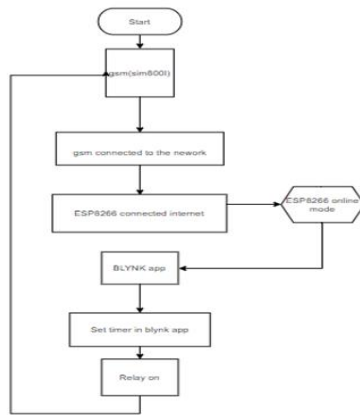 Start
gsm(sim800l)
gsm connected to the nework
ESP8266 connected internet
ESP8266 online
mode
BLYNK app
Set timer in blynk app
Relay on